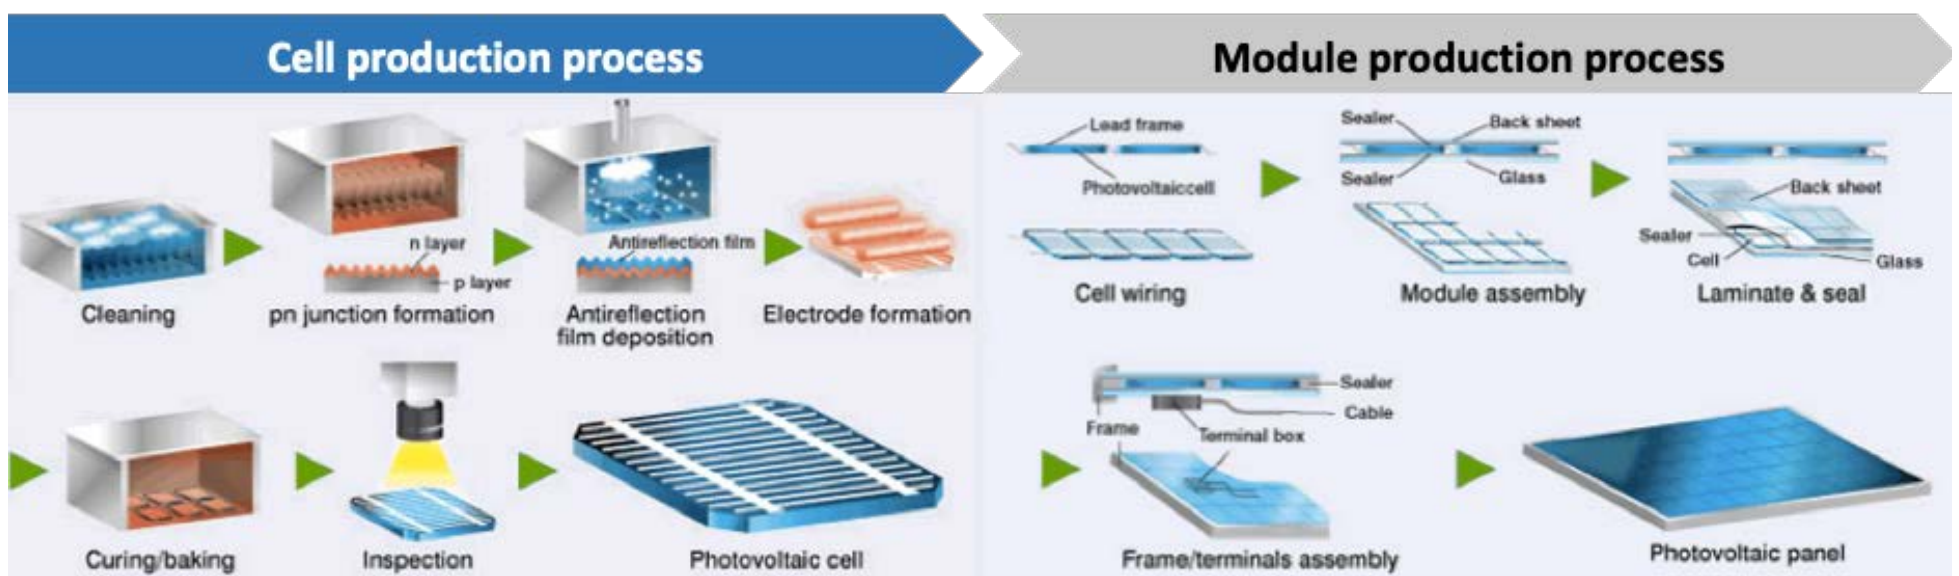 Cell production process
Module production process
Cleaning
n layer
p layer
pn junction formation
Antireflection film
Antireflection
film deposition
Electrode formation
Curing/baking
Inspection
Photovoltaic cell
Lead frame
Photovoltaiccell
Cell wiring
Sealer
Back sheet
Sealer
Glass
Module assembly
Back sheet
Sealer
Cell
Glass
Laminate & seal
Sealer
Cable
Frame
Terminal box
Frame/terminals assembly
Photovoltaic panel